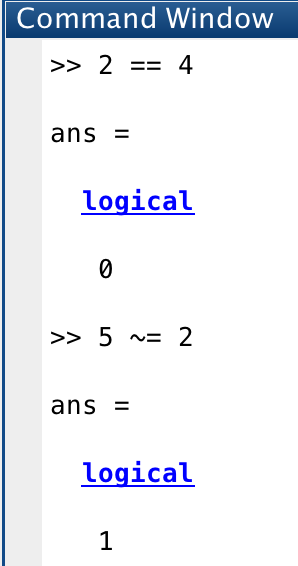 Command Window
>> 2 == 4
ans =
logical
0
>> 5 ~= 2
ans =
logical
1